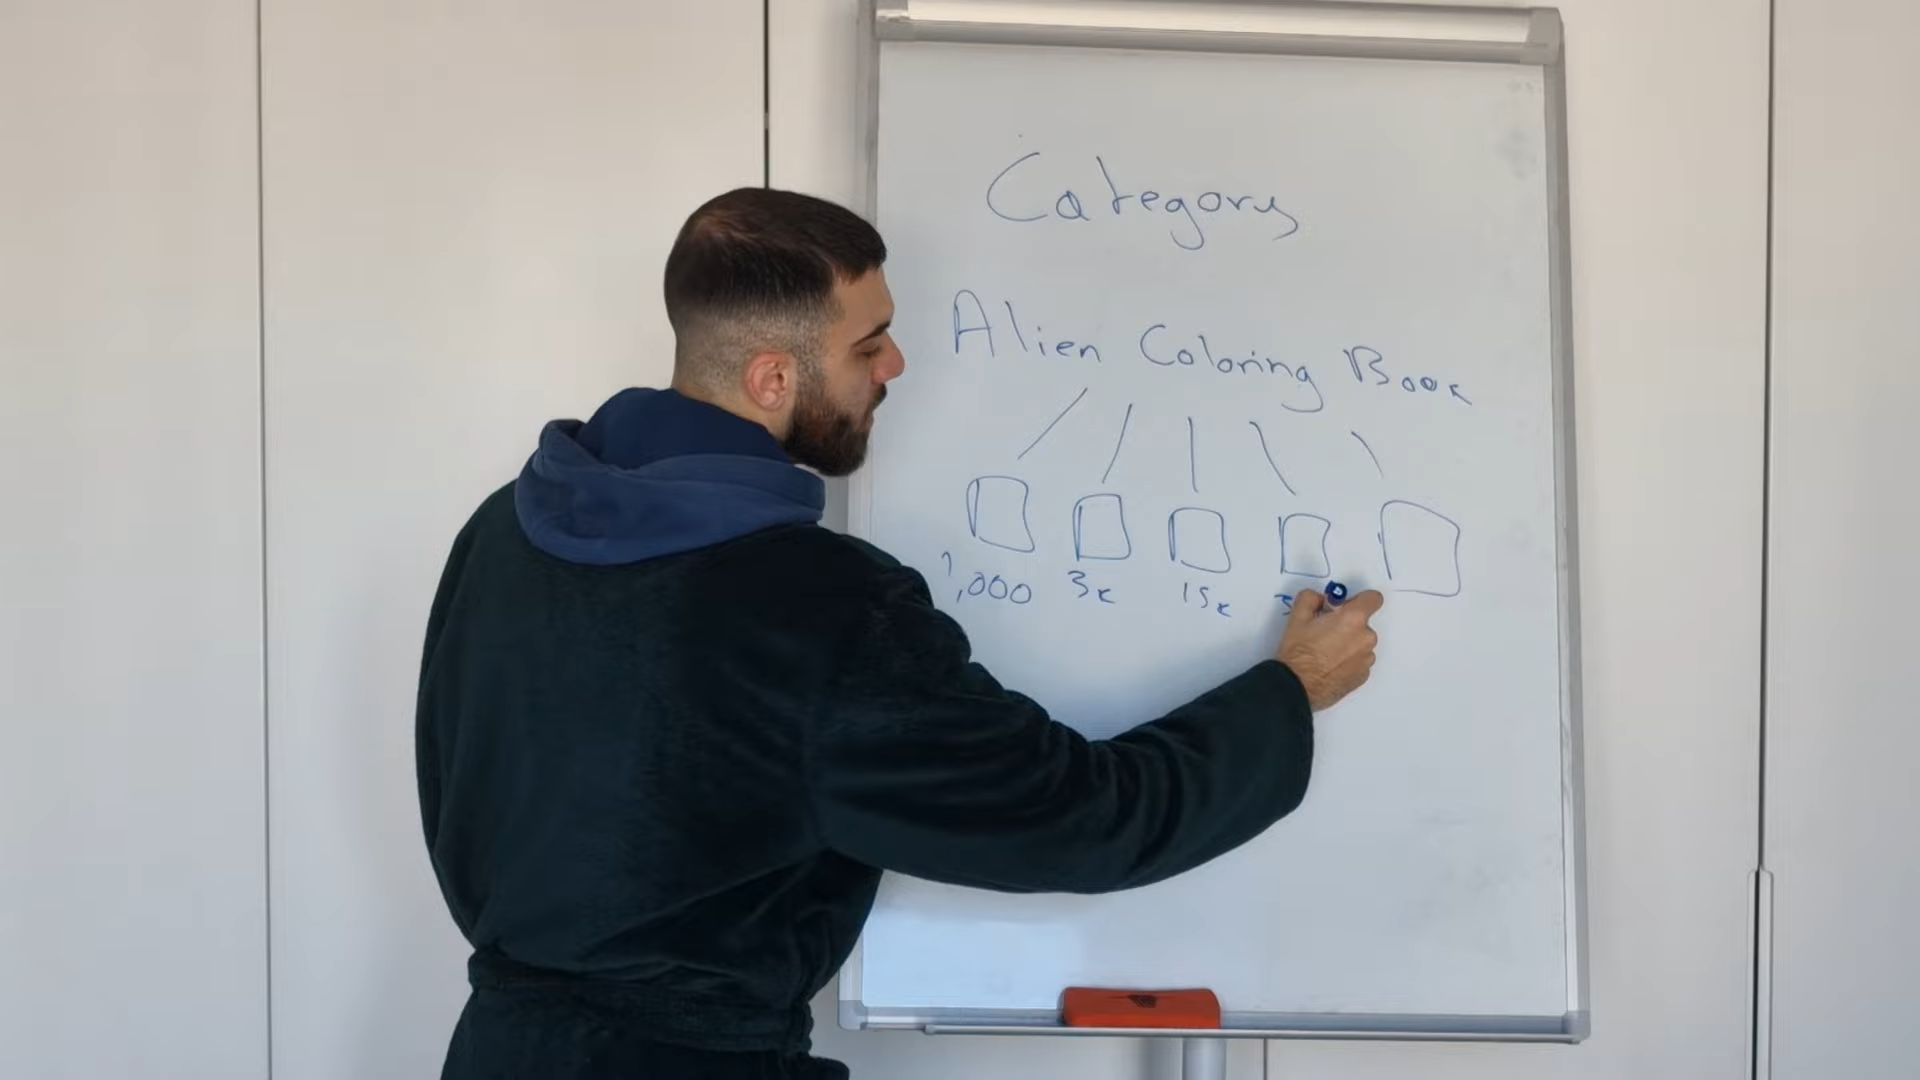 Category
Alien Coloring Book
1,000 3k 15k